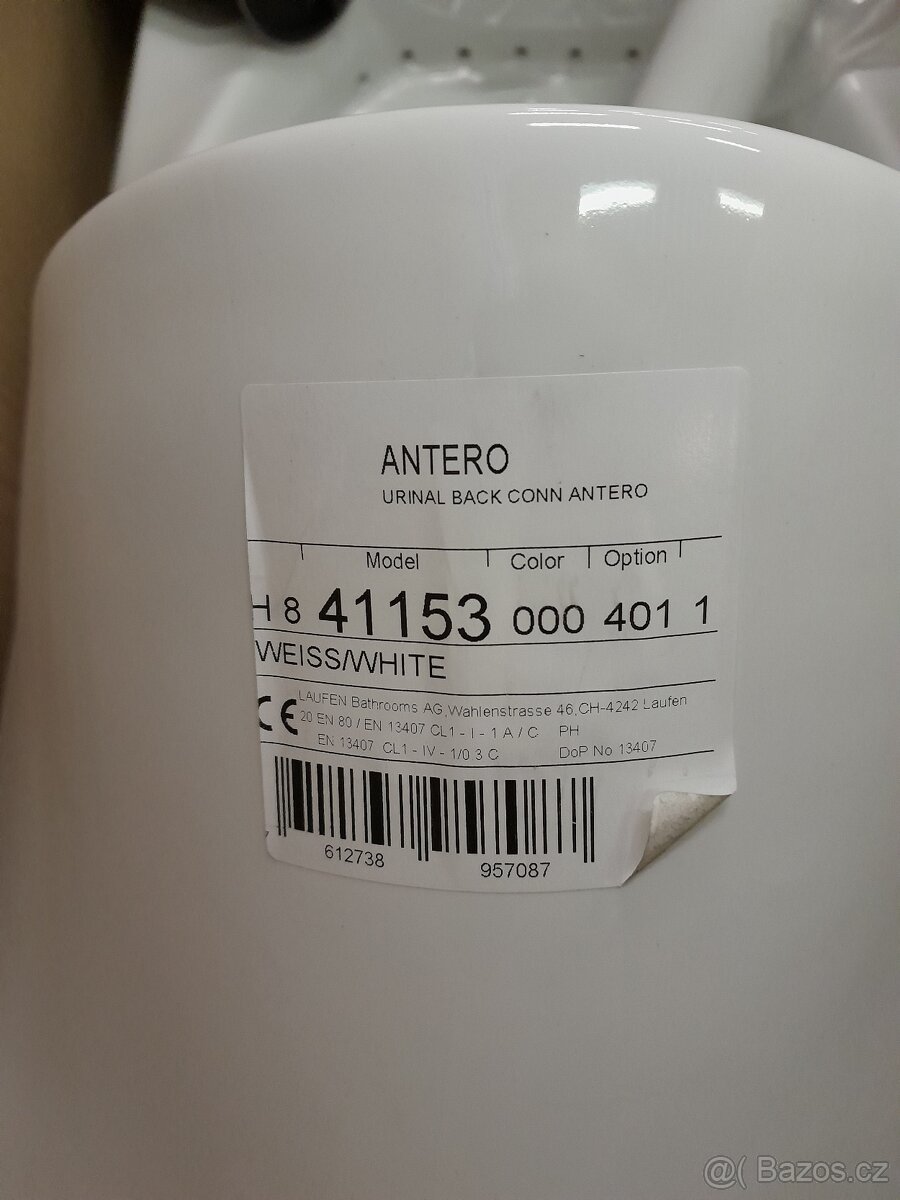 ANTERO
URINAL BACK CONN ANTERO
Model Color Option
H 8 41153 000 401 1
WEISS/WHITE
CE LAUFEN Bathrooms AG,Wahlenstrasse 46,CH-4242 Laufen
20 EN 80 / EN 13407 CL1 - I - 1 A / C PH
EN 13407 CL1 - IV - 1/0.3 C DoP No 13407
612738 957087
@( Bazos.cz